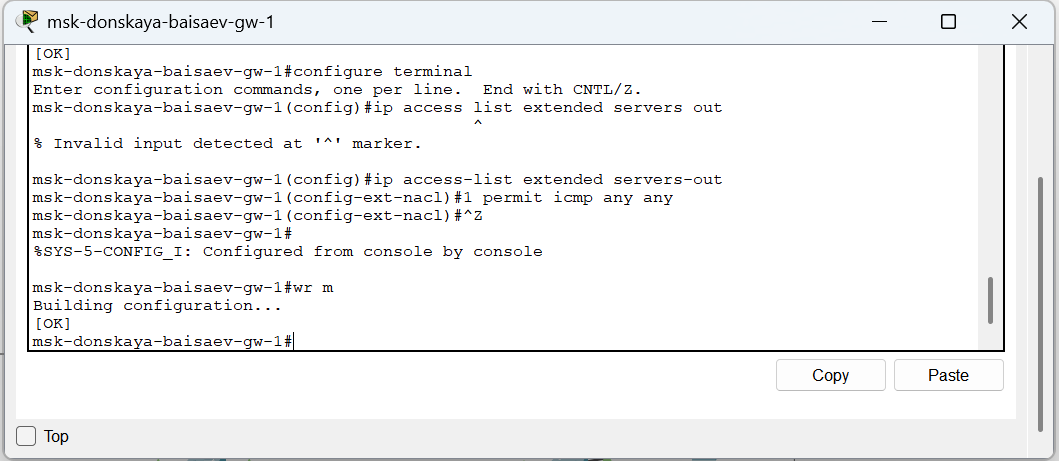 msk-donskaya-baisaev-gw-1
[OK]
msk-donskaya-baisaev-gw-1#configure terminal
Enter configuration commands, one per line.  End with CNTL/Z.
msk-donskaya-baisaev-gw-1(config)#ip access list extended servers out
^
% Invalid input detected at '^' marker.
msk-donskaya-baisaev-gw-1(config)#ip access-list extended servers-out
msk-donskaya-baisaev-gw-1(config-ext-nacl)#1 permit icmp any any
msk-donskaya-baisaev-gw-1(config-ext-nacl)#^Z
msk-donskaya-baisaev-gw-1#
%SYS-5-CONFIG_I: Configured from console by console
msk-donskaya-baisaev-gw-1#wr m
Building configuration...
[OK]
msk-donskaya-baisaev-gw-1#
Copy Paste
Top